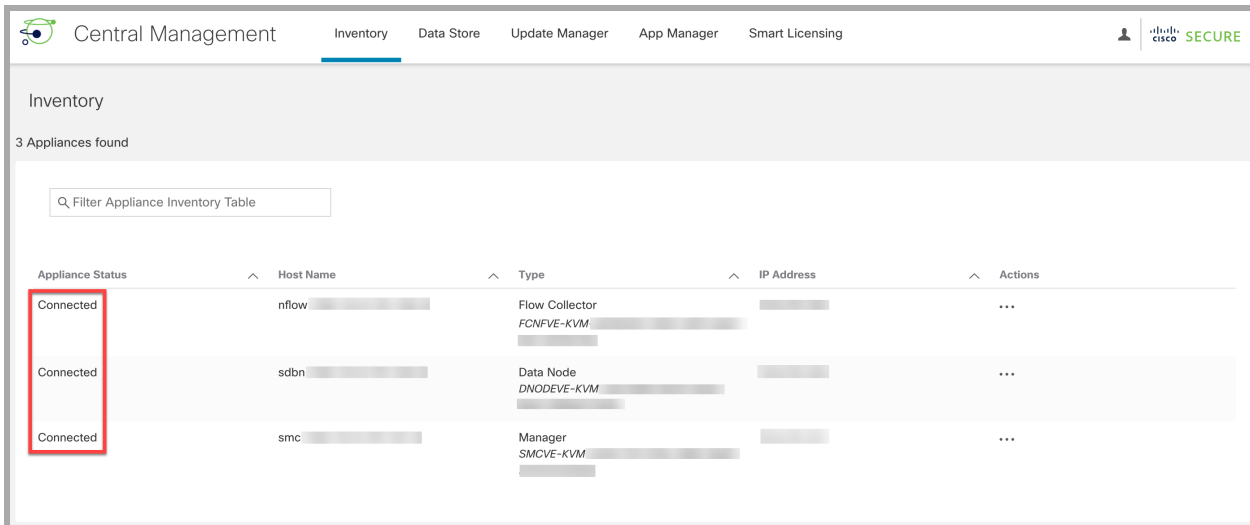 Central Management
Inventory
Data Store
Update Manager
App Manager
Smart Licensing
cisco SECURE
Inventory
3 Appliances found
Filter Appliance Inventory Table
Appliance Status Host Name Type IP Address Actions
Connected nflow Flow Collector ...
FCNFVE-KVM
Connected sdbn Data Node ...
DNODEVE-KVM
Connected smc Manager ...
SMCVE-KVM